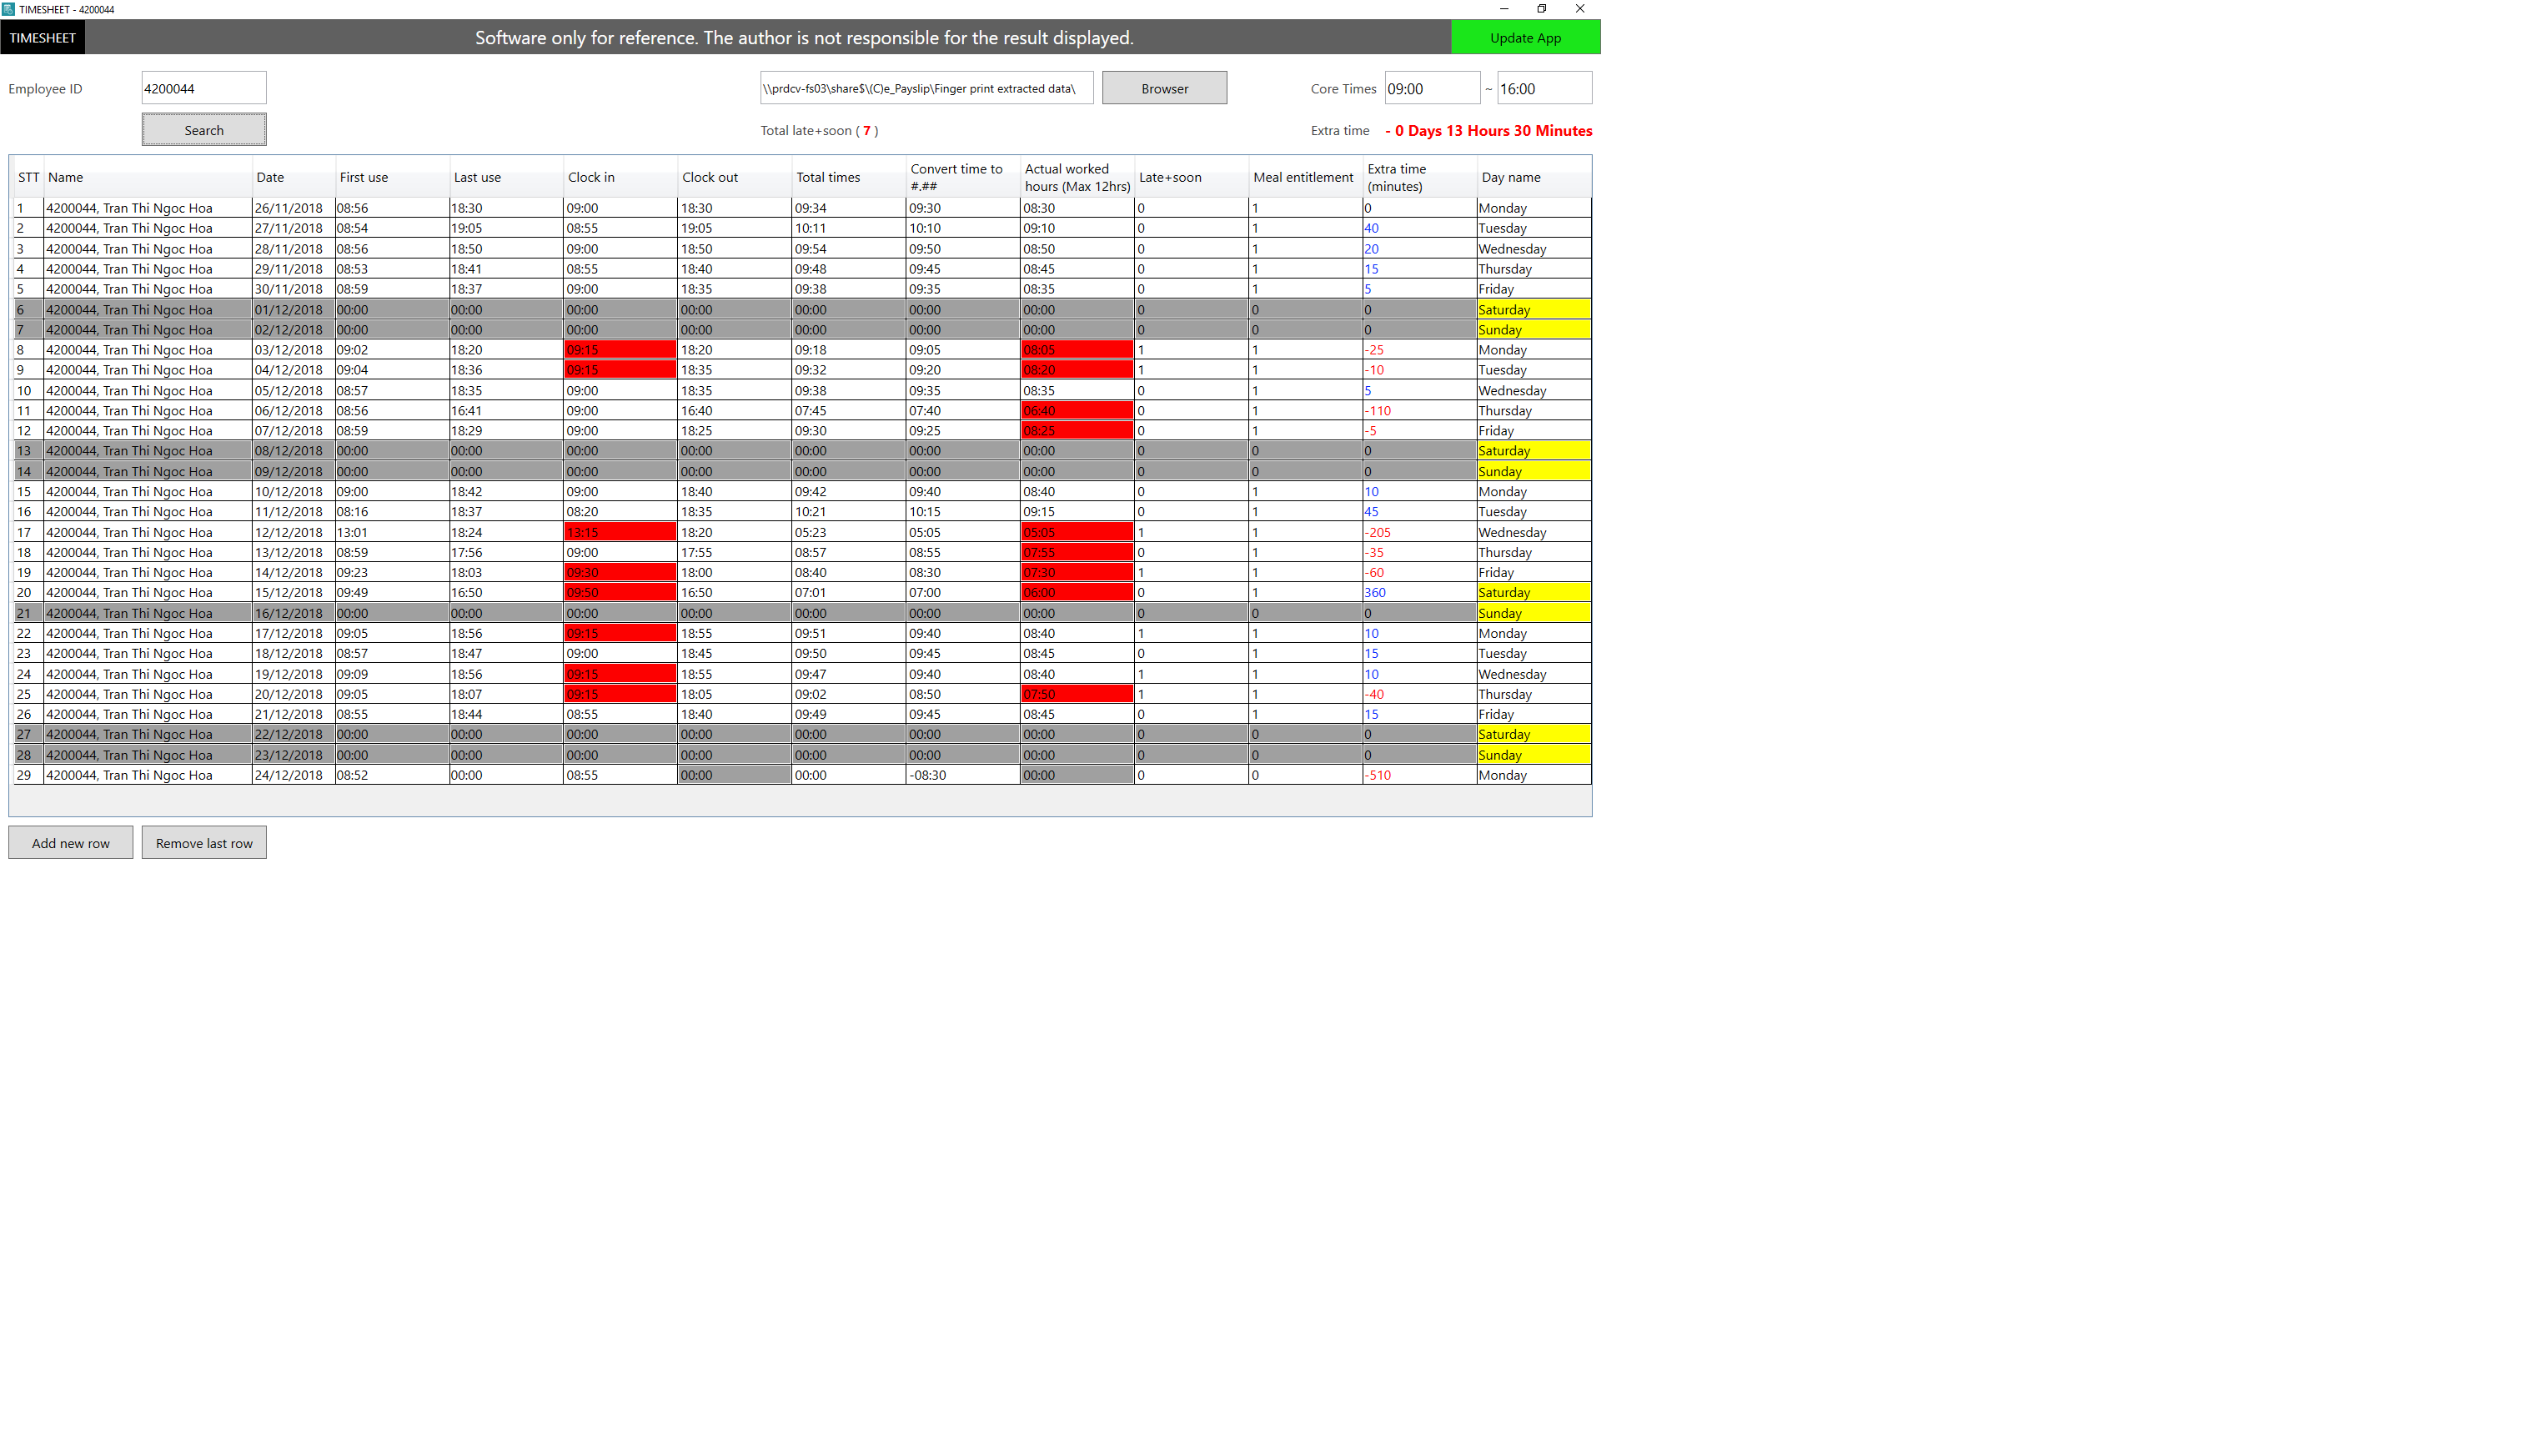 TIMESHEET - 4200044
TIMESHEET Software only for reference. The author is not responsible for the result displayed. Update App
Employee ID 4200044 \\prdcv-fs03\share$\(C)e_Payslip\Finger print extracted data\ Browser Core Times 09:00 ~ 16:00
Search Total late+soon ( 7 ) Extra time - 0 Days 13 Hours 30 Minutes
STT Name Date First use Last use Clock in Clock out Total times Convert time to #.## Actual worked hours (Max 12hrs) Late+soon Meal entitlement Extra time (minutes) Day name
1 4200044, Tran Thi Ngoc Hoa 26/11/2018 08:56 18:30 09:00 18:30 09:34 09:30 08:30 0 1 0 Monday
2 4200044, Tran Thi Ngoc Hoa 27/11/2018 08:54 19:05 08:55 19:05 10:11 10:10 09:10 0 1 40 Tuesday
3 4200044, Tran Thi Ngoc Hoa 28/11/2018 08:56 18:50 09:00 18:50 09:54 09:50 08:50 0 1 20 Wednesday
4 4200044, Tran Thi Ngoc Hoa 29/11/2018 08:53 18:41 08:55 18:40 09:48 09:45 08:45 0 1 15 Thursday
5 4200044, Tran Thi Ngoc Hoa 30/11/2018 08:59 18:37 09:00 18:35 09:38 09:35 08:35 0 1 5 Friday
6 4200044, Tran Thi Ngoc Hoa 01/12/2018 00:00 00:00 00:00 00:00 00:00 00:00 00:00 0 0 0 Saturday
7 4200044, Tran Thi Ngoc Hoa 02/12/2018 00:00 00:00 00:00 00:00 00:00 00:00 00:00 0 0 0 Sunday
8 4200044, Tran Thi Ngoc Hoa 03/12/2018 09:02 18:20 09:15 18:20 09:18 09:05 08:05 1 1 -25 Monday
9 4200044, Tran Thi Ngoc Hoa 04/12/2018 09:04 18:36 09:15 18:35 09:32 09:20 08:20 1 1 -10 Tuesday
10 4200044, Tran Thi Ngoc Hoa 05/12/2018 08:57 18:35 09:00 18:35 09:38 09:35 08:35 0 1 5 Wednesday
11 4200044, Tran Thi Ngoc Hoa 06/12/2018 08:56 16:41 09:00 16:40 07:45 07:40 06:40 0 1 -110 Thursday
12 4200044, Tran Thi Ngoc Hoa 07/12/2018 08:59 18:29 09:00 18:25 09:30 09:25 08:25 0 1 -5 Friday
13 4200044, Tran Thi Ngoc Hoa 08/12/2018 00:00 00:00 00:00 00:00 00:00 00:00 00:00 0 0 0 Saturday
14 4200044, Tran Thi Ngoc Hoa 09/12/2018 00:00 00:00 00:00 00:00 00:00 00:00 00:00 0 0 0 Sunday
15 4200044, Tran Thi Ngoc Hoa 10/12/2018 09:00 18:42 09:00 18:40 09:42 09:40 08:40 0 1 10 Monday
16 4200044, Tran Thi Ngoc Hoa 11/12/2018 08:16 18:37 08:20 18:35 10:21 10:15 09:15 0 1 45 Tuesday
17 4200044, Tran Thi Ngoc Hoa 12/12/2018 13:01 18:24 13:15 18:20 05:23 05:05 05:05 1 1 -205 Wednesday
18 4200044, Tran Thi Ngoc Hoa 13/12/2018 08:59 17:56 09:00 17:55 08:57 08:55 07:55 0 1 -35 Thursday
19 4200044, Tran Thi Ngoc Hoa 14/12/2018 09:23 18:03 09:30 18:00 08:40 08:30 07:30 1 1 -60 Friday
20 4200044, Tran Thi Ngoc Hoa 15/12/2018 09:49 16:50 09:50 16:50 07:01 07:00 06:00 0 1 360 Saturday
21 4200044, Tran Thi Ngoc Hoa 16/12/2018 00:00 00:00 00:00 00:00 00:00 00:00 00:00 0 0 0 Sunday
22 4200044, Tran Thi Ngoc Hoa 17/12/2018 09:05 18:56 09:15 18:55 09:51 09:40 08:40 1 1 10 Monday
23 4200044, Tran Thi Ngoc Hoa 18/12/2018 08:57 18:47 09:00 18:45 09:50 09:45 08:45 0 1 15 Tuesday
24 4200044, Tran Thi Ngoc Hoa 19/12/2018 09:09 18:56 09:15 18:55 09:47 09:40 08:40 1 1 10 Wednesday
25 4200044, Tran Thi Ngoc Hoa 20/12/2018 09:05 18:07 09:15 18:05 09:02 08:50 07:50 1 1 -40 Thursday
26 4200044, Tran Thi Ngoc Hoa 21/12/2018 08:55 18:44 08:55 18:40 09:49 09:45 08:45 0 1 15 Friday
27 4200044, Tran Thi Ngoc Hoa 22/12/2018 00:00 00:00 00:00 00:00 00:00 00:00 00:00 0 0 0 Saturday
28 4200044, Tran Thi Ngoc Hoa 23/12/2018 00:00 00:00 00:00 00:00 00:00 00:00 00:00 0 0 0 Sunday
29 4200044, Tran Thi Ngoc Hoa 24/12/2018 08:52 00:00 08:55 00:00 00:00 -08:30 00:00 0 0 -510 Monday
Add new row Remove last row